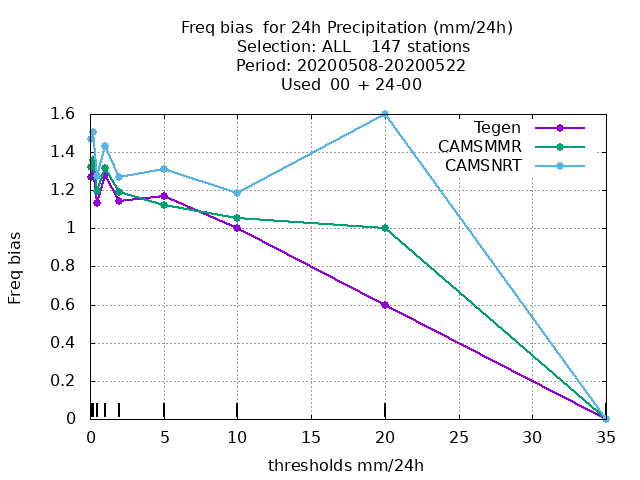 Freq bias  for 24h Precipitation (mm/24h)
Selection: ALL    147 stations
Period: 20200508-20200522
Used  00 + 24-00
Tegen
CAMSMMR
CAMSNRT
Freq bias
1.6
1.4
1.2
1
0.8
0.6
0.4
0.2
0
0 5 10 15 20 25 30 35
thresholds mm/24h